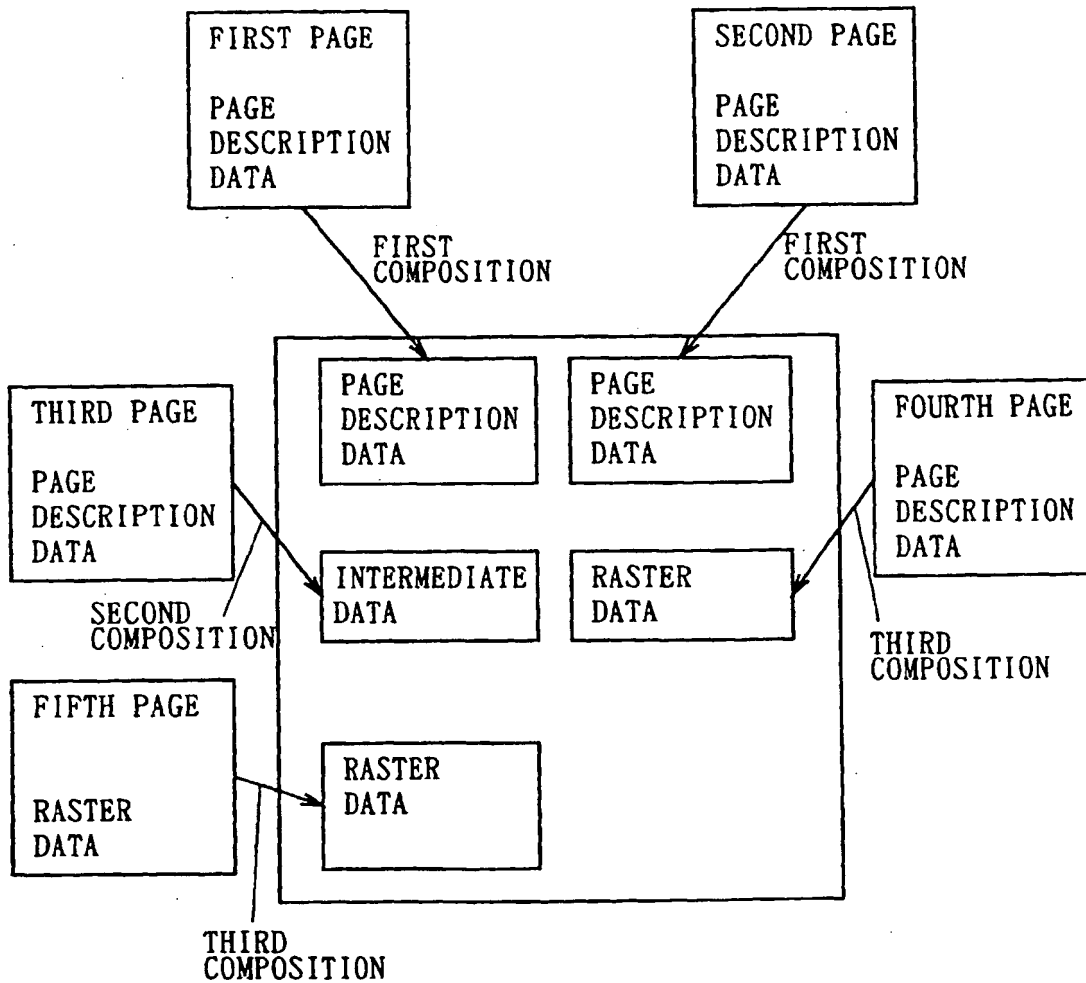 FIRST PAGE
PAGE
DESCRIPTION
DATA
SECOND PAGE
PAGE
DESCRIPTION
DATA
FIRST
COMPOSITION
FIRST
COMPOSITION
THIRD PAGE
PAGE
DESCRIPTION
DATA
PAGE
DESCRIPTION
DATA
PAGE
DESCRIPTION
DATA
FOURTH PAGE
PAGE
DESCRIPTION
DATA
SECOND
COMPOSITION
INTERMEDIATE
DATA
RASTER
DATA
THIRD
COMPOSITION
FIFTH PAGE
RASTER
DATA
RASTER
DATA
THIRD
COMPOSITION